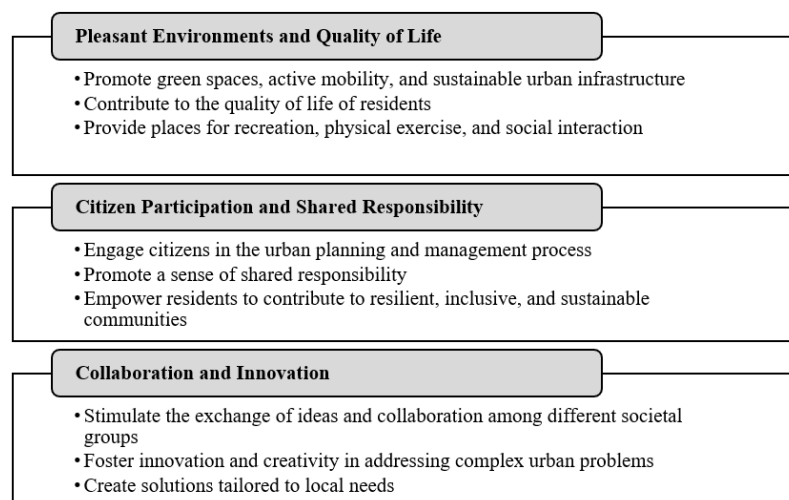 Pleasant Environments and Quality of Life
• Promote green spaces, active mobility, and sustainable urban infrastructure
• Contribute to the quality of life of residents
• Provide places for recreation, physical exercise, and social interaction
Citizen Participation and Shared Responsibility
• Engage citizens in the urban planning and management process
• Promote a sense of shared responsibility
• Empower residents to contribute to resilient, inclusive, and sustainable
communities
Collaboration and Innovation
• Stimulate the exchange of ideas and collaboration among different societal
groups
• Foster innovation and creativity in addressing complex urban problems
• Create solutions tailored to local needs